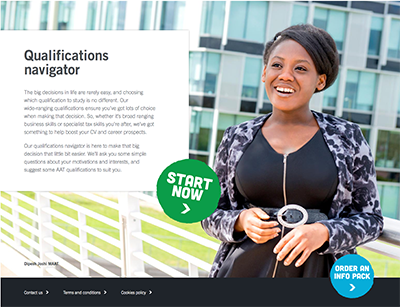 Qualifications
navigator
The big decisions in life are rarely easy, and choosing
which qualification to study is no different. Our
wide-ranging qualifications ensure you've got lots of choice
when making that decision. So, whether it's broad ranging
business skills or specialist tax skills you're after, we've got
something to help boost your CV and career prospects.
Our qualifications navigator is here to make that big
decision that little bit easier. We'll ask you some simple
questions about your motivations and interests, and
suggest some AAT qualifications to suit you.
START
NOW
ORDER AN
INFO PACK
MAAT
Contact us
Terms and conditions
Cookies policy